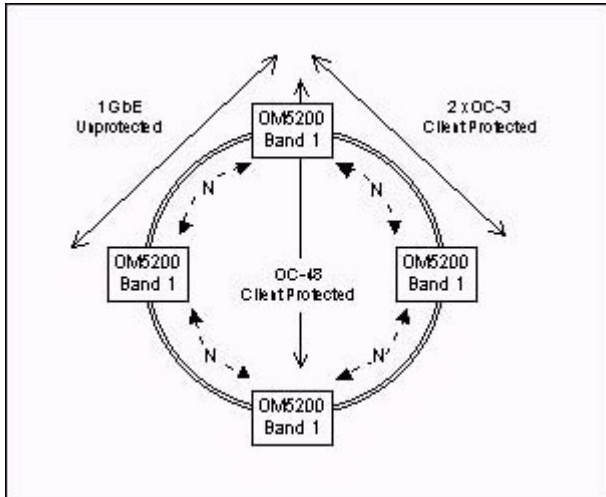 1 GbE
Unprotected
OM5200
Band 1
2 x OC-3
Client Protected
N
N
OM5200
Band 1
OC-48
Client Protected
OM5200
Band 1
N
N'
OM5200
Band 1